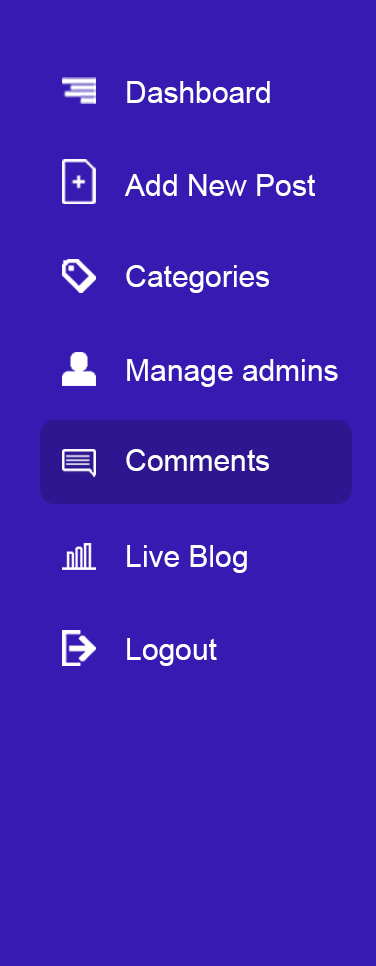 Dashboard
Add New Post
Categories
Manage admins
Comments
Live Blog
Logout